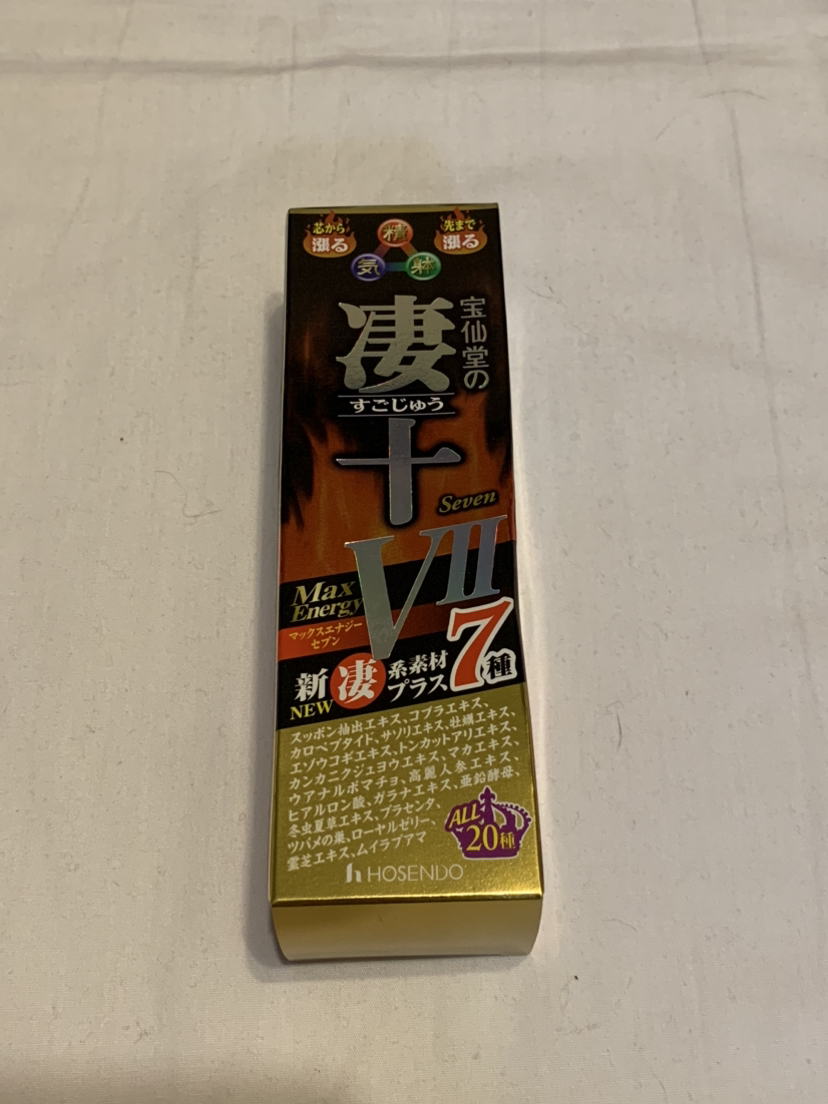 芯から
漲る
精
気
体
先まで
漲る
宝仙堂の
凄
すごじゅう
十
Seven
VII
Max
Energy
マックスエナジー
セブン
新
NEW
凄
系素材
プラス
7種
スッポン抽出エキス、コブラエキス、
カロペプタイド、サソリエキス、牡蠣エキス、
エゾウコギエキス、トンカットアリエキス、
カンカニクジュヨウエキス、マカエキス、
ウアナルポマチョ、高麗人参エキス、
ヒアルロン酸、ガラナエキス、亜鉛酵母、
冬虫夏草エキス、プラセンタ、
ツバメの巣、ローヤルゼリー、
霊芝エキス、ムイラプアマ
ALL
20種
HOSENDO